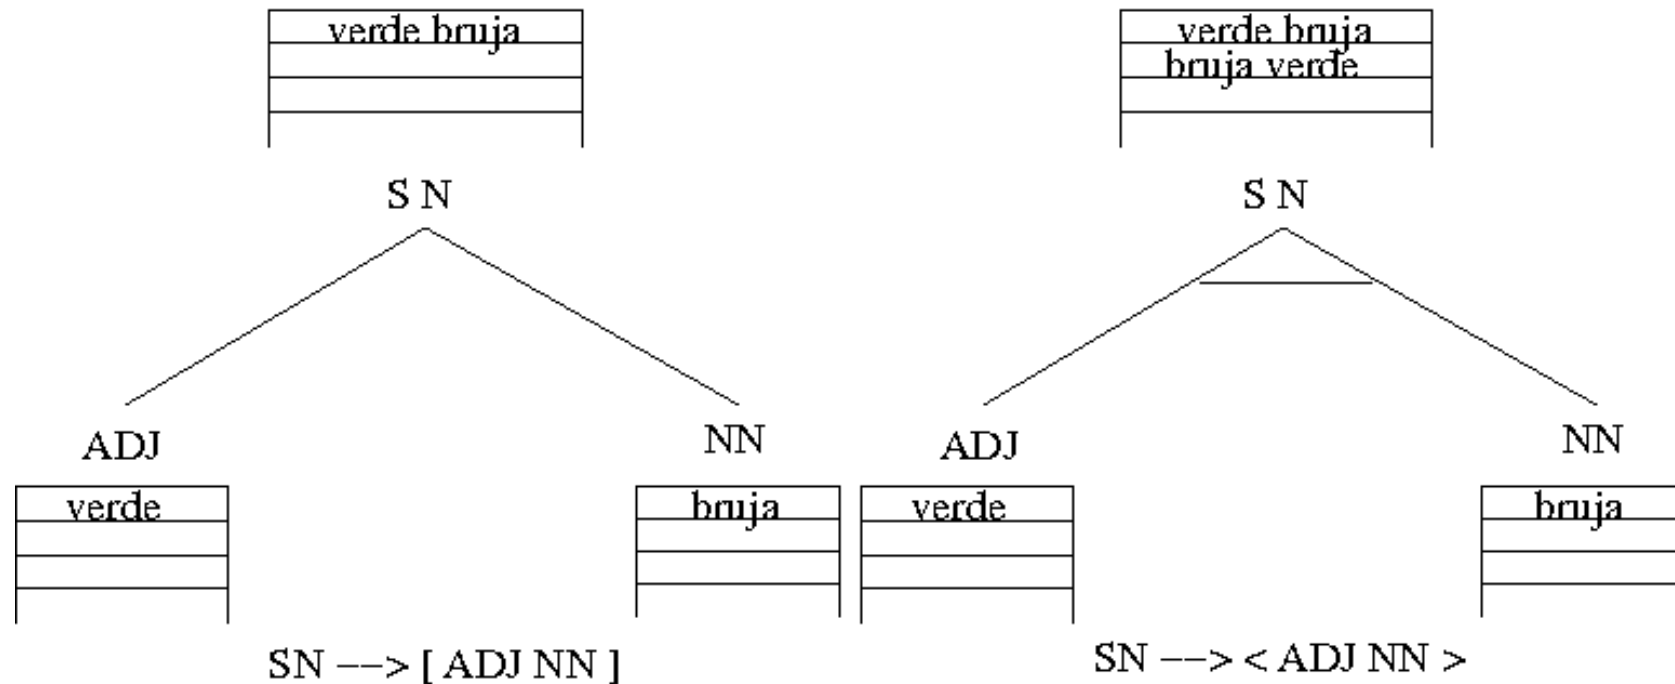 verde bruja
S N
ADJ
NN
verde
bruja
SN --> [ ADJ NN ]
verde bruja
bruja verde
S N
ADJ
NN
verde
bruja
SN --> < ADJ NN >